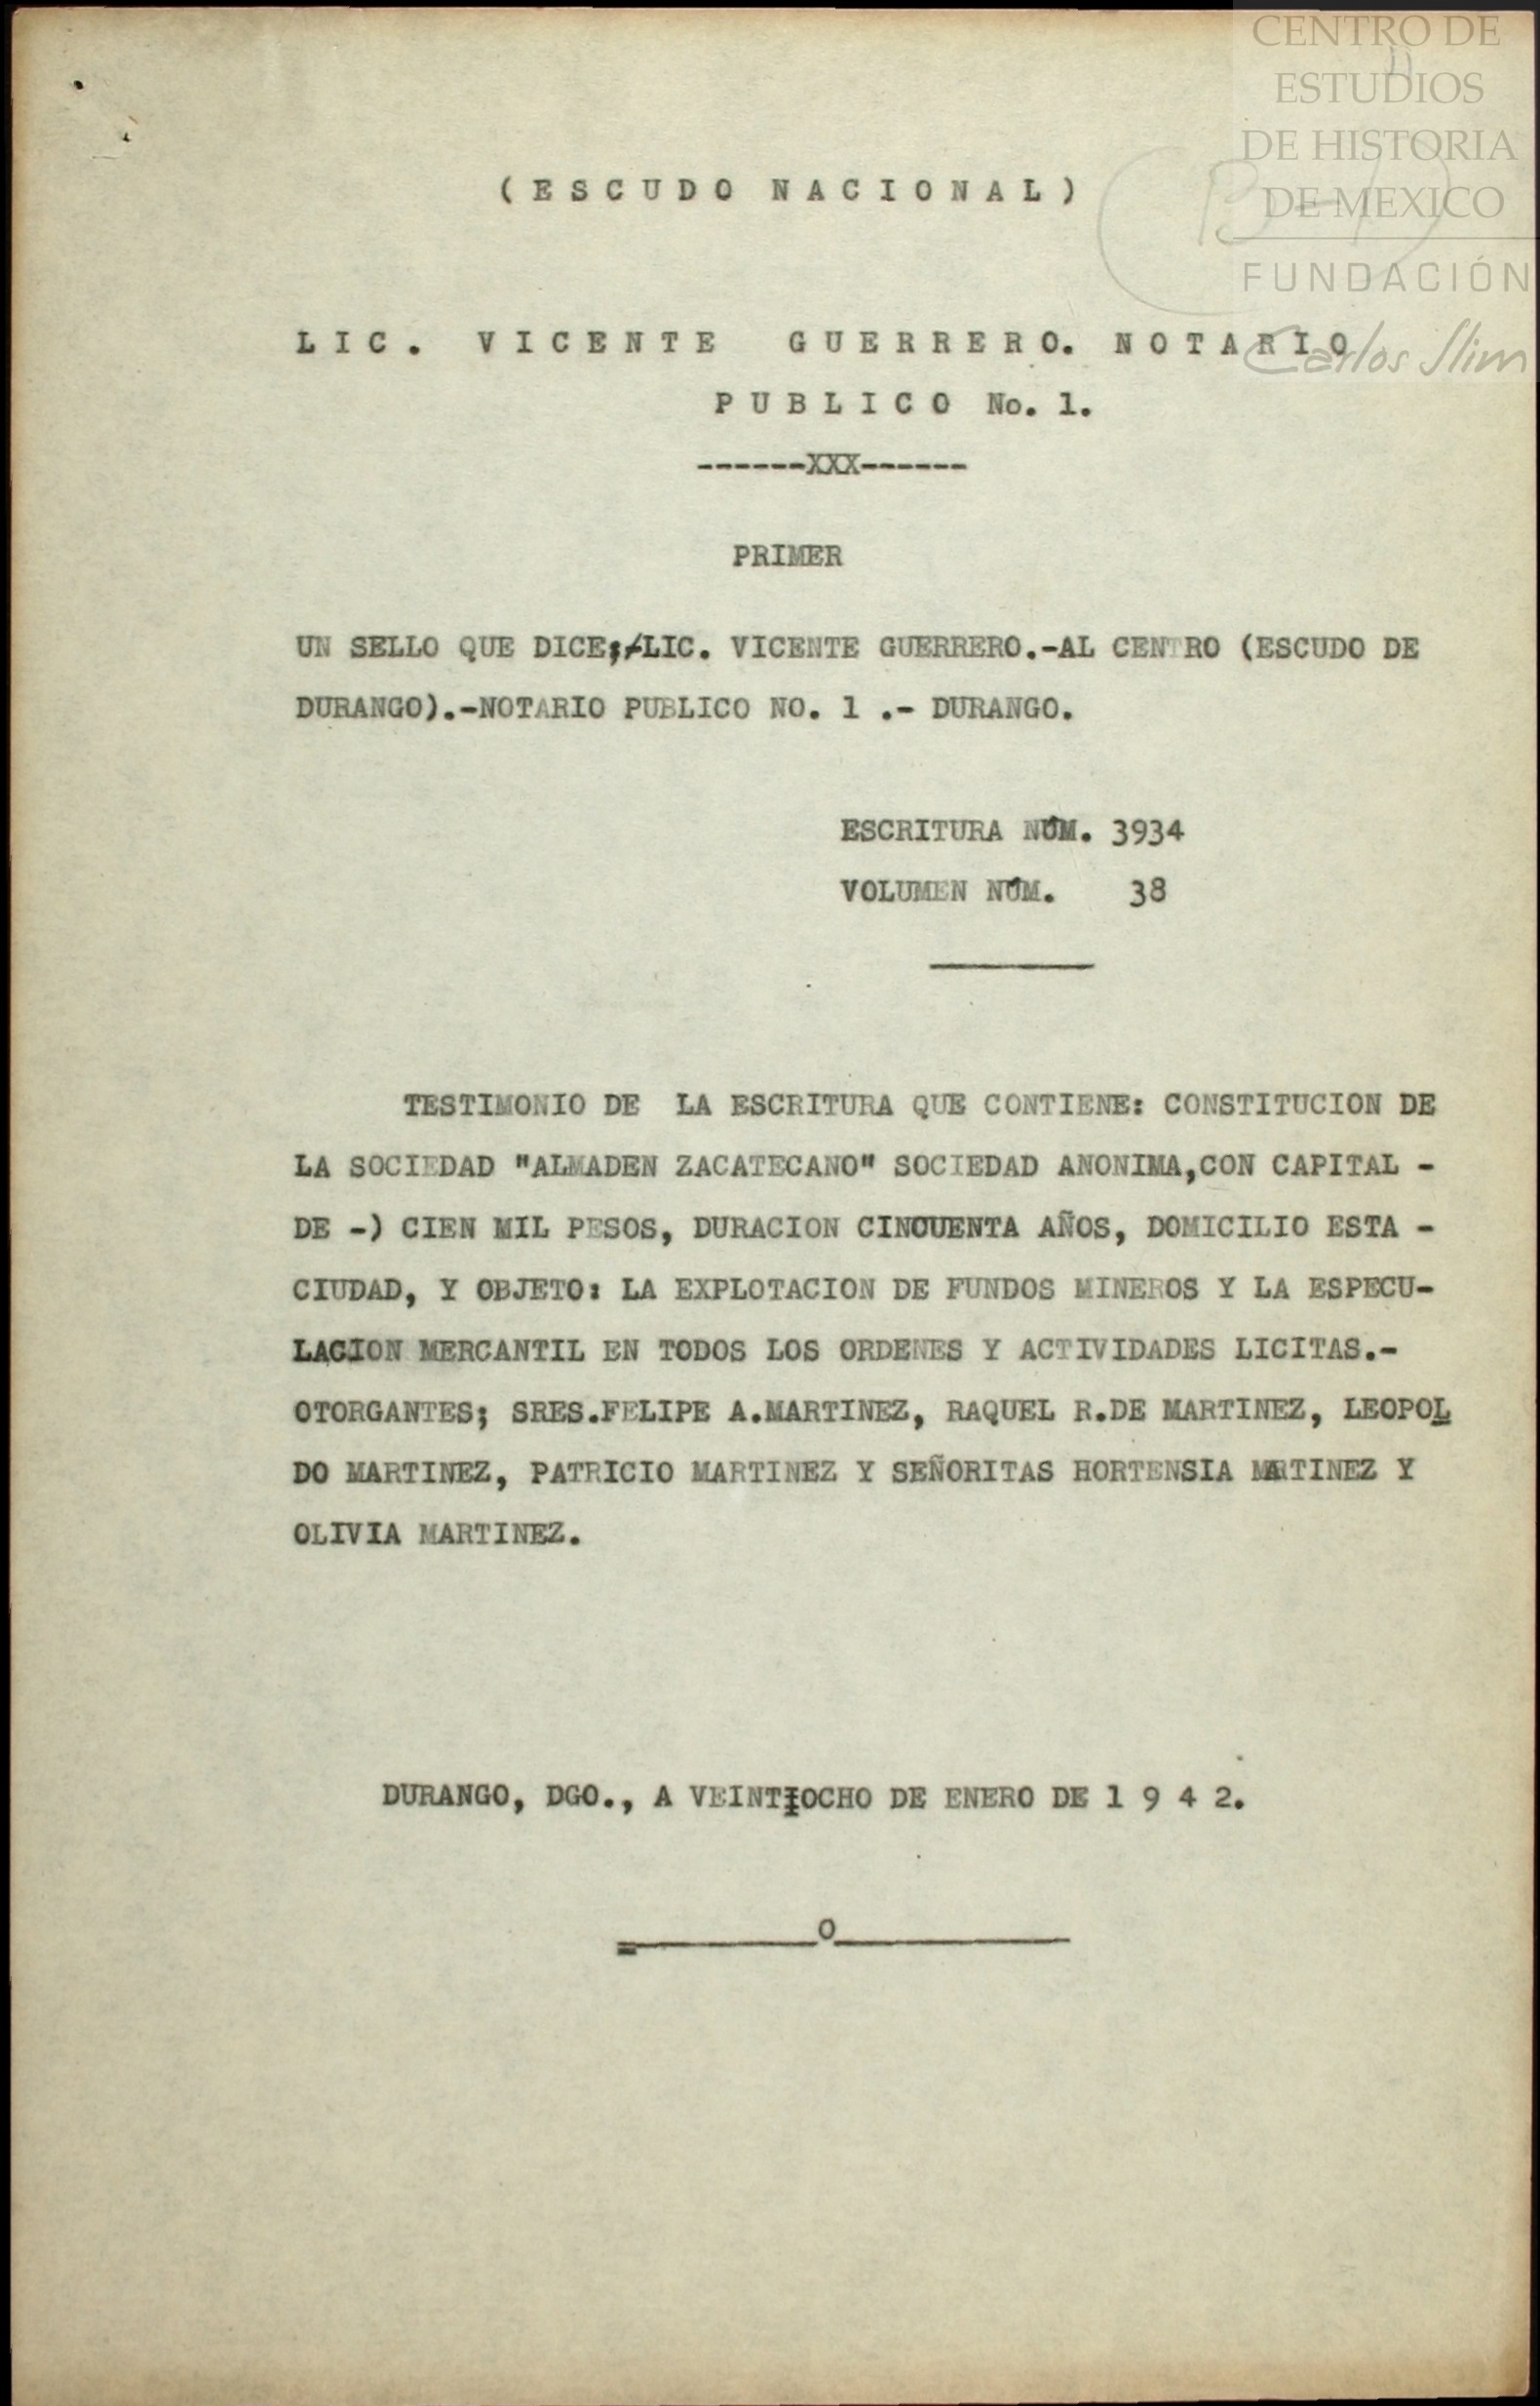 CENTRO DE
ESTUDIOS
DE HISTORIA
DE MEXICO
FUNDACIÓN
Carlos Slim
(ESCUDO NACIONAL)
LIC. VICENTE GUERRERO. NOTARIO
PUBLICO No. 1.
------XXX------
PRIMER
UN SELLO QUE DICE;-LIC. VICENTE GUERRERO.-AL CENTRO (ESCUDO DE
DURANGO).-NOTARIO PUBLICO NO. 1 .- DURANGO.
ESCRITURA NÚM. 3934
VOLUMEN NÚM. 38
TESTIMONIO DE LA ESCRITURA QUE CONTIENE: CONSTITUCION DE
LA SOCIEDAD "ALMADEN ZACATECANO" SOCIEDAD ANONIMA,CON CAPITAL -
DE -) CIEN MIL PESOS, DURACION CINCUENTA AÑOS, DOMICILIO ESTA -
CIUDAD, Y OBJETO: LA EXPLOTACION DE FUNDOS MINEROS Y LA ESPECU-
LACION MERCANTIL EN TODOS LOS ORDENES Y ACTIVIDADES LICITAS.-
OTORGANTES; SRES.FELIPE A.MARTINEZ, RAQUEL R.DE MARTINEZ, LEOPOL
DO MARTINEZ, PATRICIO MARTINEZ Y SEÑORITAS HORTENSIA MATINEZ Y
OLIVIA MARTINEZ.
DURANGO, DGO., A VEINTIOCHO DE ENERO DE 1 9 4 2.